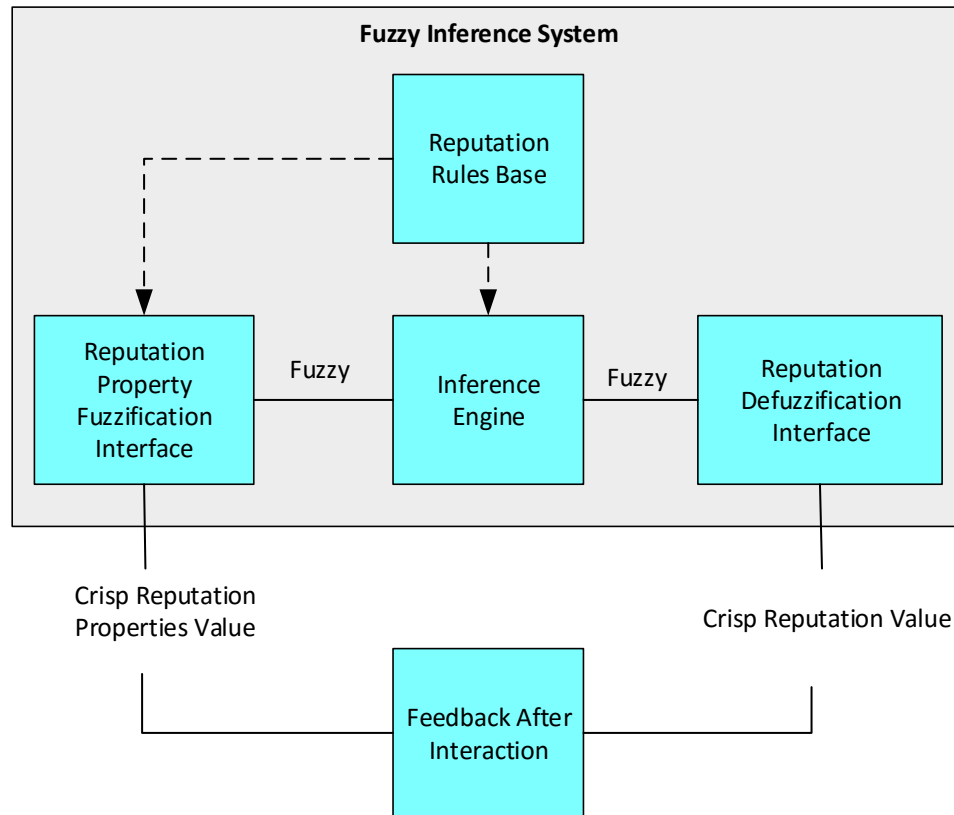 Fuzzy Inference System
Reputation
Rules Base
Reputation
Property
Fuzzification
Interface
Fuzzy
Inference
Engine
Fuzzy
Reputation
Defuzzification
Interface
Crisp Reputation
Properties Value
Crisp Reputation Value
Feedback After
Interaction